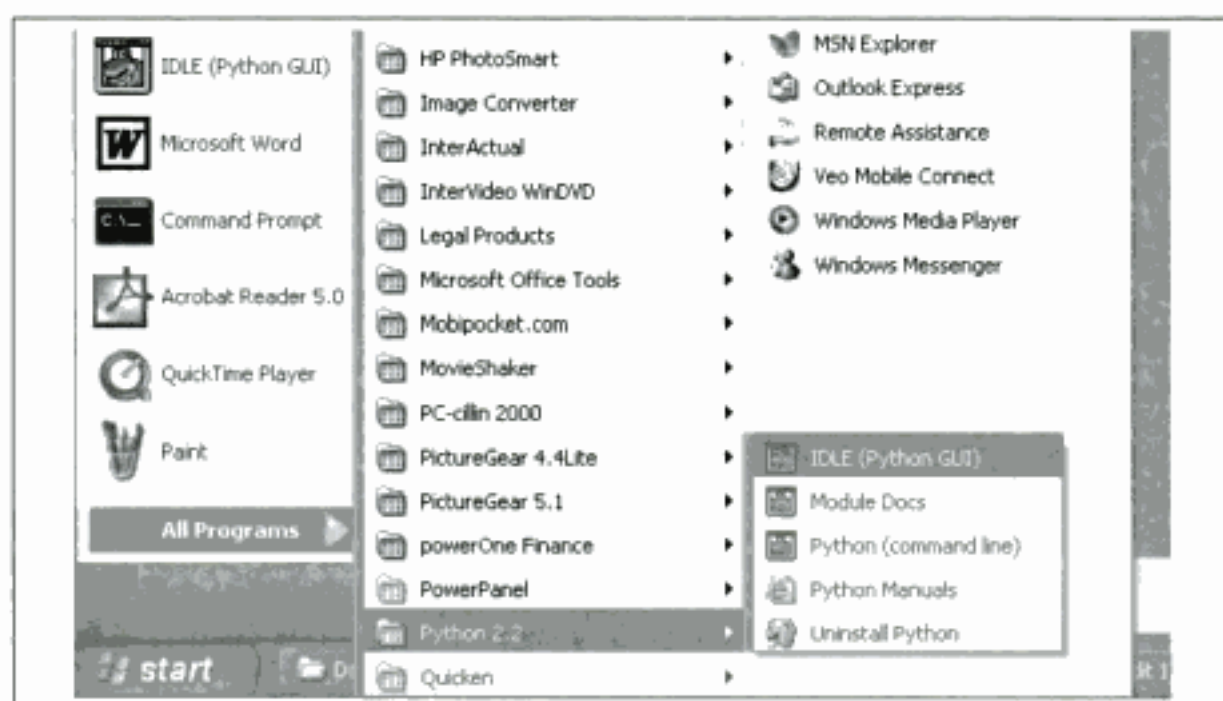 IDLE (Python GUI)
Microsoft Word
C:\_
Command Prompt
Acrobat Reader 5.0
QuickTime Player
Paint
All Programs
start
HP PhotoSmart
Image Converter
InterActual
InterVideo WinDVD
Legal Products
Microsoft Office Tools
Mobipocket.com
MovieShaker
PC-cillin 2000
PictureGear 4.4Lite
PictureGear 5.1
powerOne Finance
PowerPanel
Python 2.2
Quicken
MSN Explorer
Outlook Express
Remote Assistance
Veo Mobile Connect
Windows Media Player
Windows Messenger
IDLE (Python GUI)
Module Docs
Python (command line)
Python Manuals
Uninstall Python